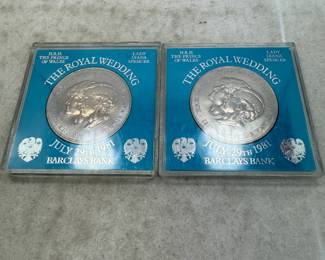 H.R.H. THE PRINCE OF WALES
LADY DIANA SPENCER
THE ROYAL WEDDING
JULY 29TH 1981
BARCLAYS BANK
H.R.H. THE PRINCE OF WALES
LADY DIANA SPENCER
THE ROYAL WEDDING
JULY 29TH 1981
BARCLAYS BANK